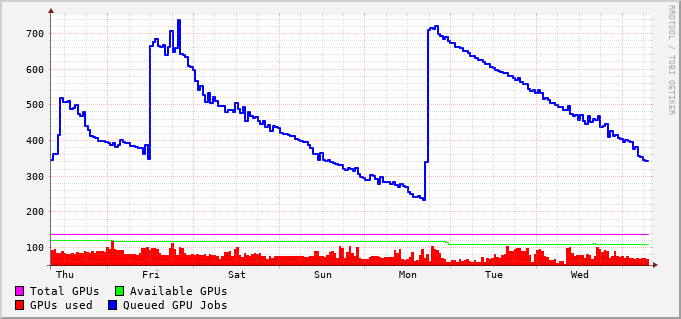 700
600
500
400
300
200
100
Thu Fri Sat Sun Mon Tue Wed
Total GPUs Available GPUs
GPUs used Queued GPU Jobs
RRDTOOL / TOBI OETIKER